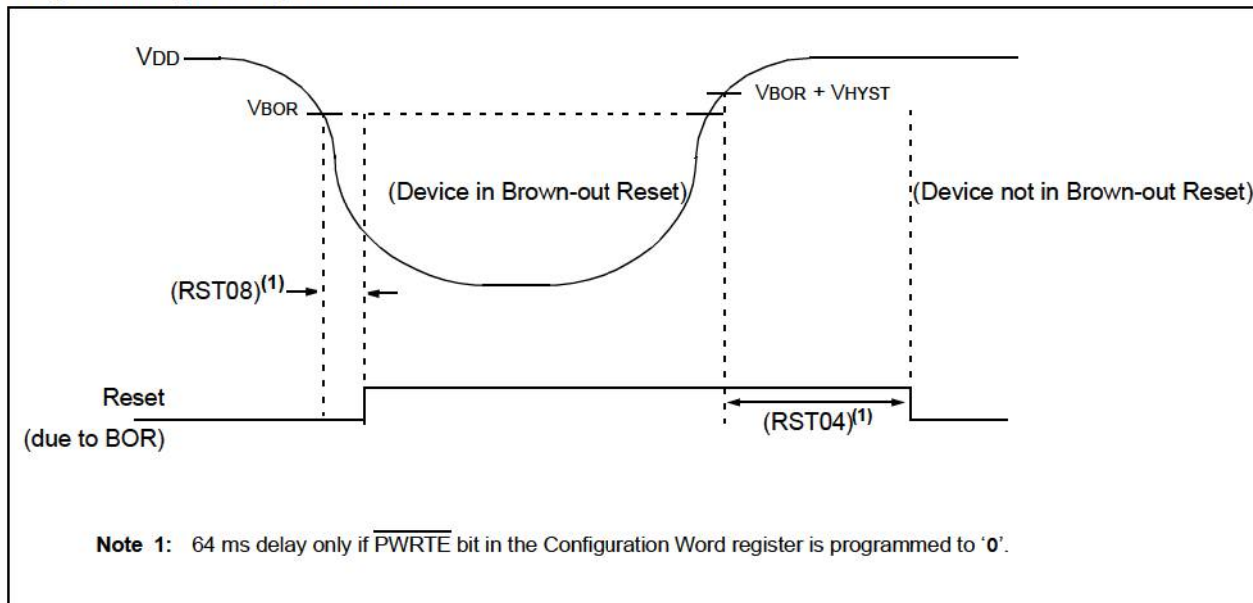 VDD
VBOR
VBOR + VHYST
(Device in Brown-out Reset)
(Device not in Brown-out Reset)
(RST08)(1)
Reset
(due to BOR)
(RST04)(1)
Note 1: 64 ms delay only if PWRTE bit in the Configuration Word register is programmed to ‘0’.